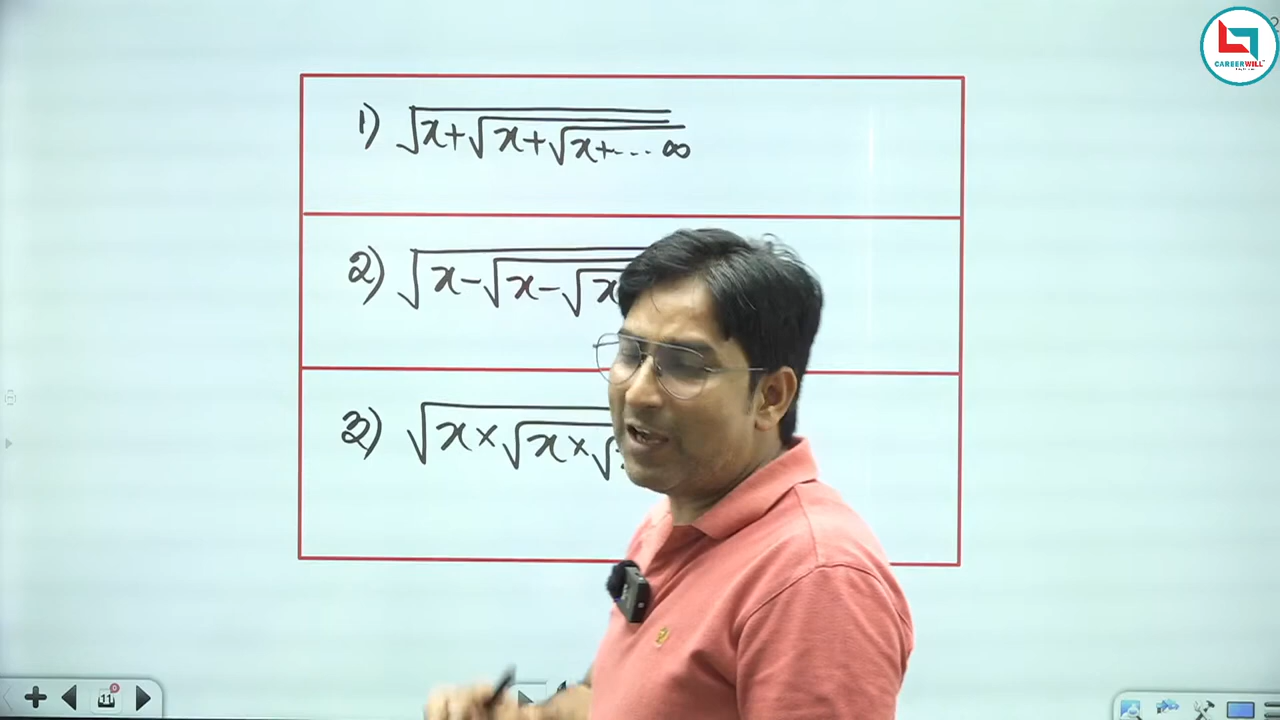 CAREERWILL
1) √x+√x+√x+... ∞
2) √x-√x-√x
3) √x×√x×√
11